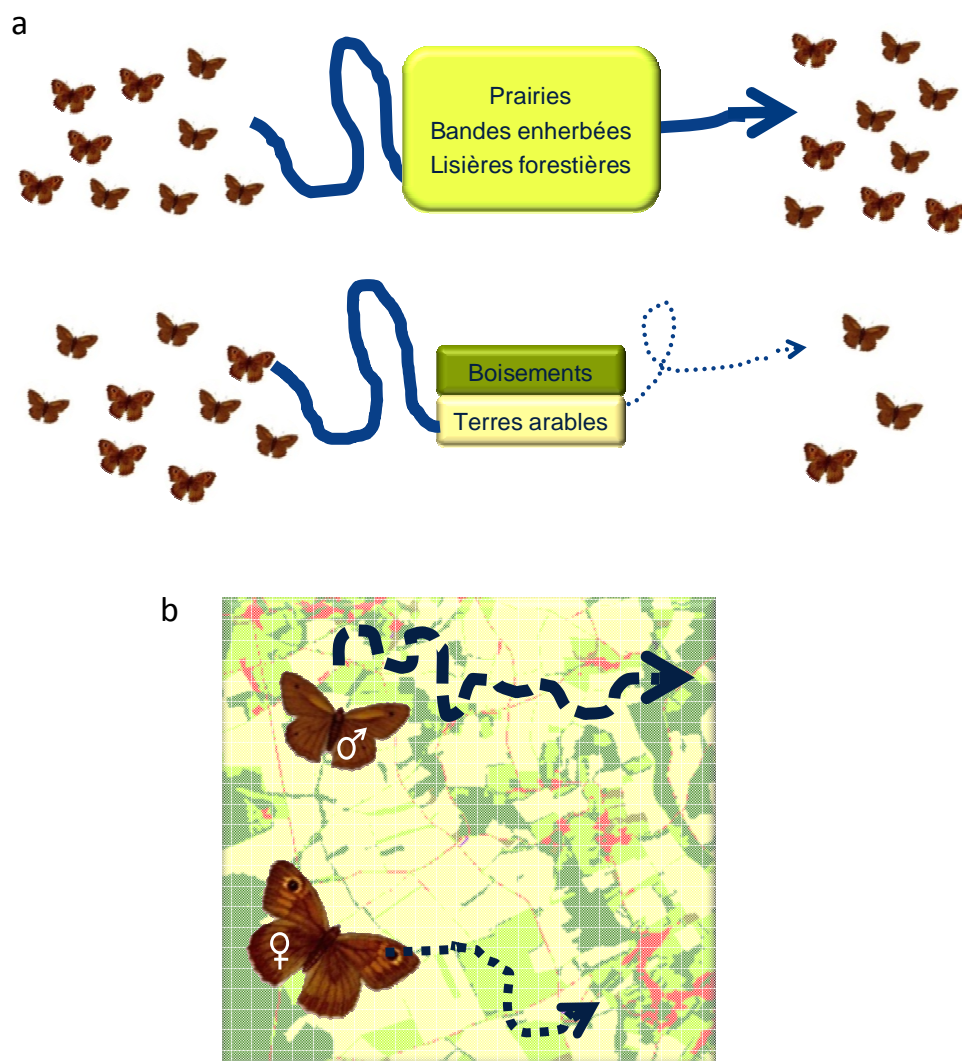 a
Prairies
Bandes enherbées
Lisières forestières
Boisements
Terres arables
b
♂
♀